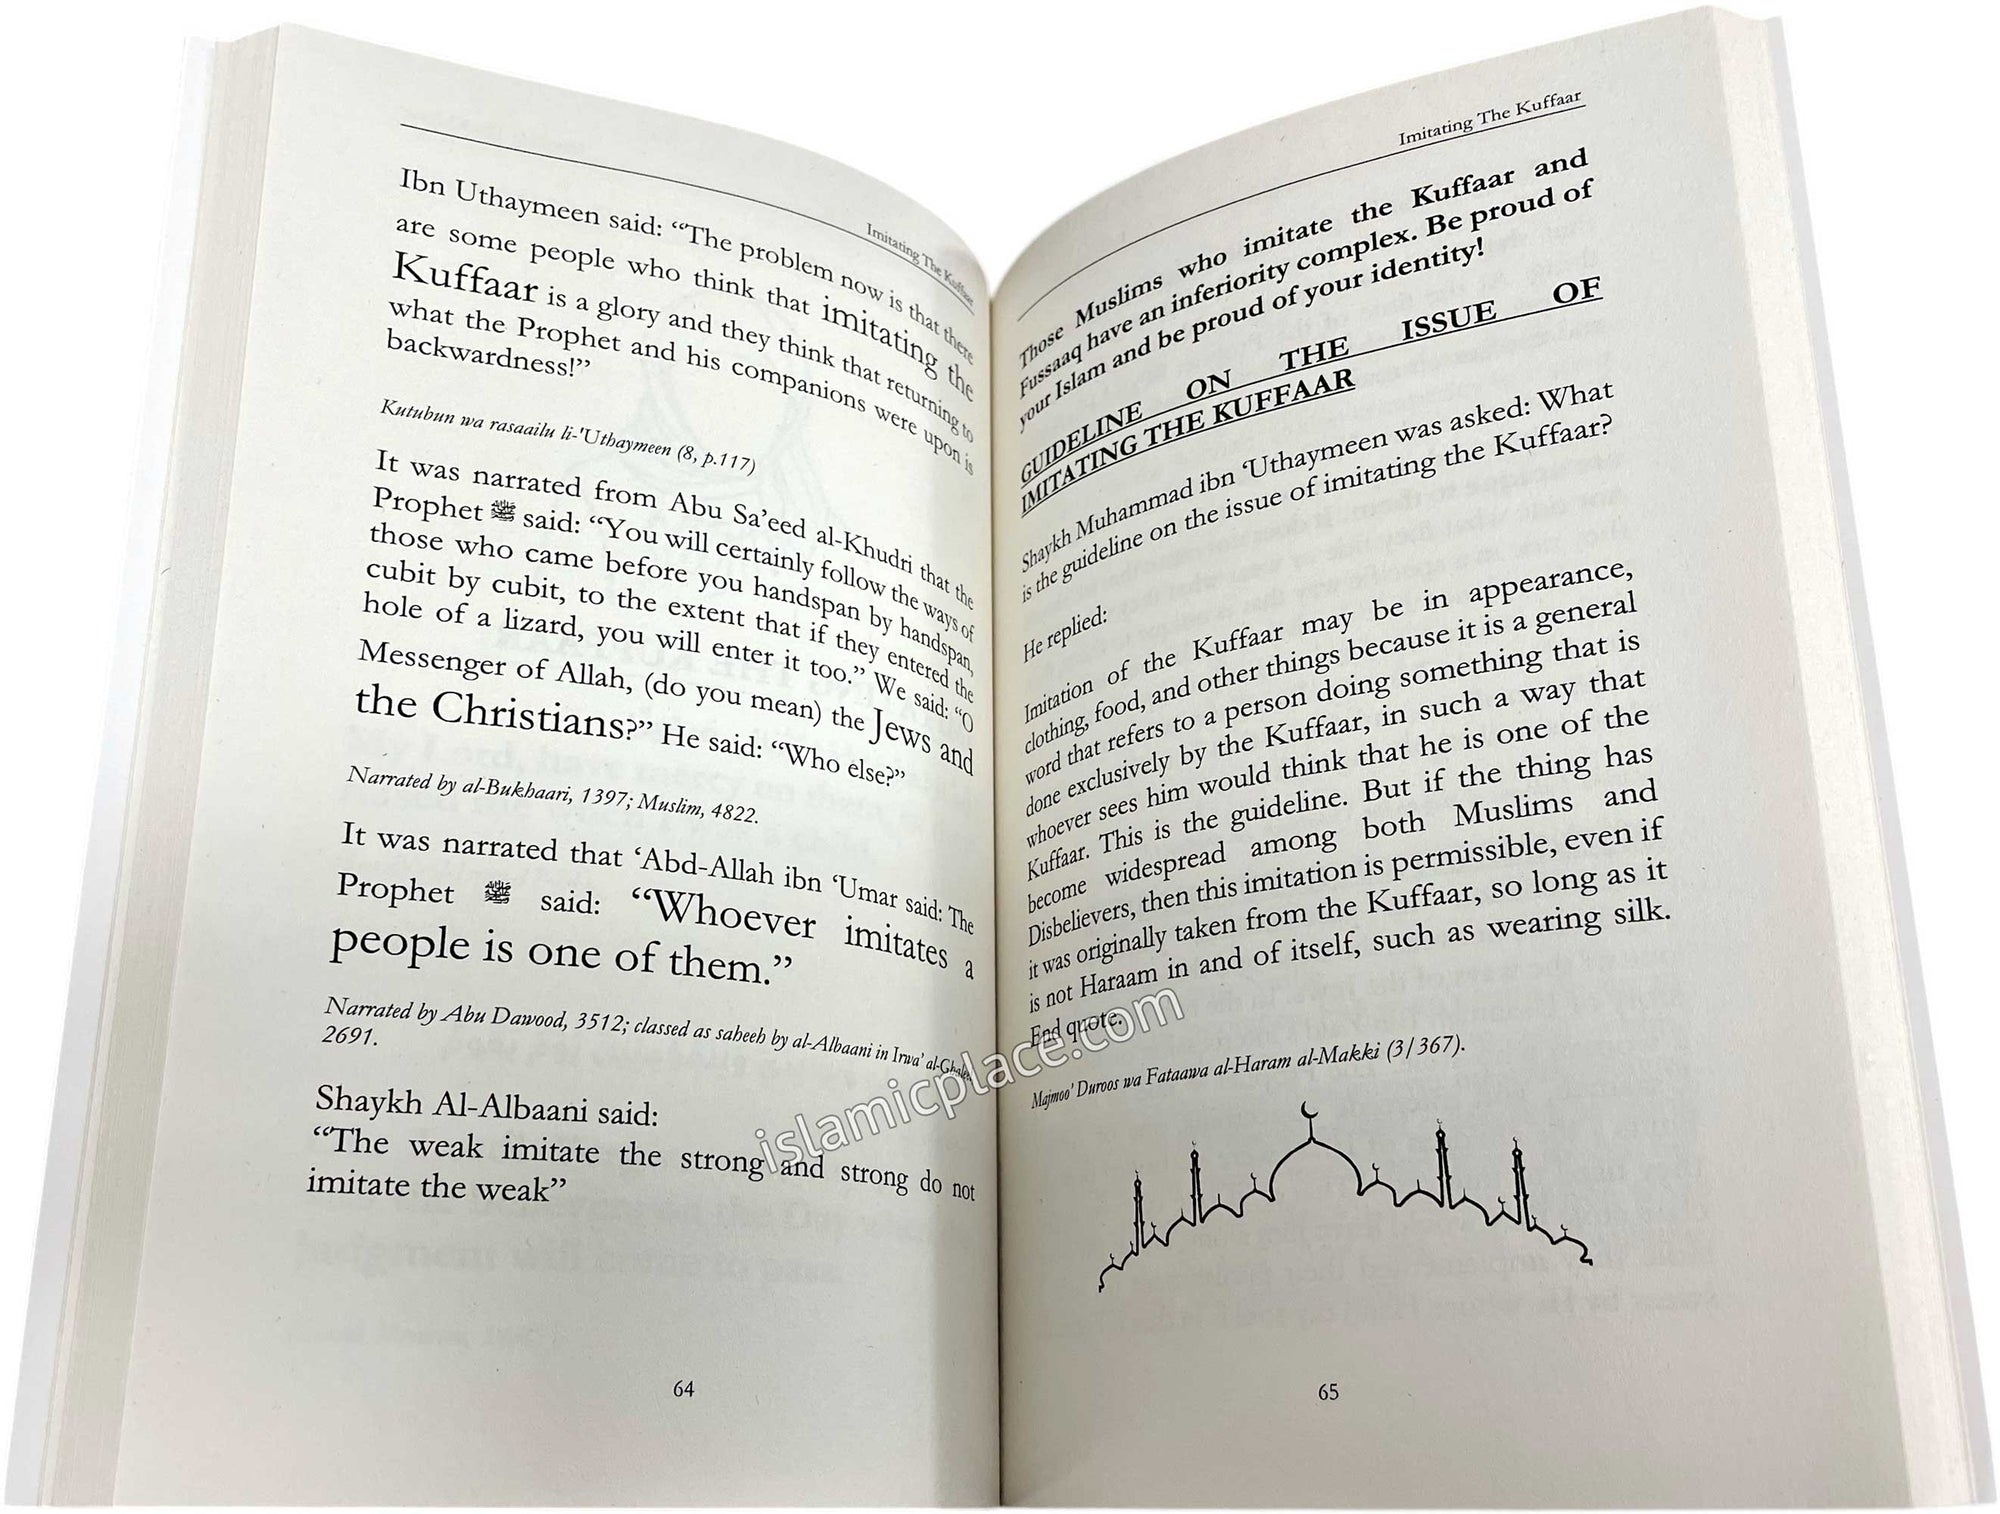 Imitating The Kuffaar
Ibn Uthaymeen said: “The problem now is that there
are some people who think that imitating the
Kuffaar is a glory and they think that returning to
what the Prophet and his companions were upon is
backwardness!”
Kutubun wa rasaailu li-'Uthaymeen (8, p.117)
It was narrated from Abu Sa’eed al-Khudri that the
Prophet ﷺ said: “You will certainly follow the ways of
those who came before you handspan by handspan,
cubit by cubit, to the extent that if they entered the
hole of a lizard, you will enter it too.” We said: “O
Messenger of Allah, (do you mean) the Jews and
the Christians?” He said: “Who else?”
Narrated by al-Bukhaari, 1397; Muslim, 4822.
It was narrated that ‘Abd-Allah ibn ‘Umar said: The
Prophet ﷺ said: “Whoever imitates a
people is one of them.”
Narrated by Abu Dawood, 3512; classed as saheeh by al-Albaani in Irwa’ al-Ghaleel
2691.
Shaykh Al-Albaani said:
“The weak imitate the strong and strong do not
imitate the weak”
64
Imitating The Kuffaar
Those Muslims who imitate the Kuffaar and
Fussaaq have an inferiority complex. Be proud of
your Islam and be proud of your identity!
GUIDELINE ON THE ISSUE OF
IMITATING THE KUFFAAR
Shaykh Muhammad ibn ‘Uthaymeen was asked: What
is the guideline on the issue of imitating the Kuffaar?
He replied:
Imitation of the Kuffaar may be in appearance,
clothing, food, and other things because it is a general
word that refers to a person doing something that is
done exclusively by the Kuffaar, in such a way that
whoever sees him would think that he is one of the
Kuffaar. This is the guideline. But if the thing has
become widespread among both Muslims and
Disbelievers, then this imitation is permissible, even if
it was originally taken from the Kuffaar, so long as it
is not Haraam in and of itself, such as wearing silk.
End quote.
Majmoo’ Duroos wa Fataawa al-Haram al-Makki (3/367).
65
islamicplace.com